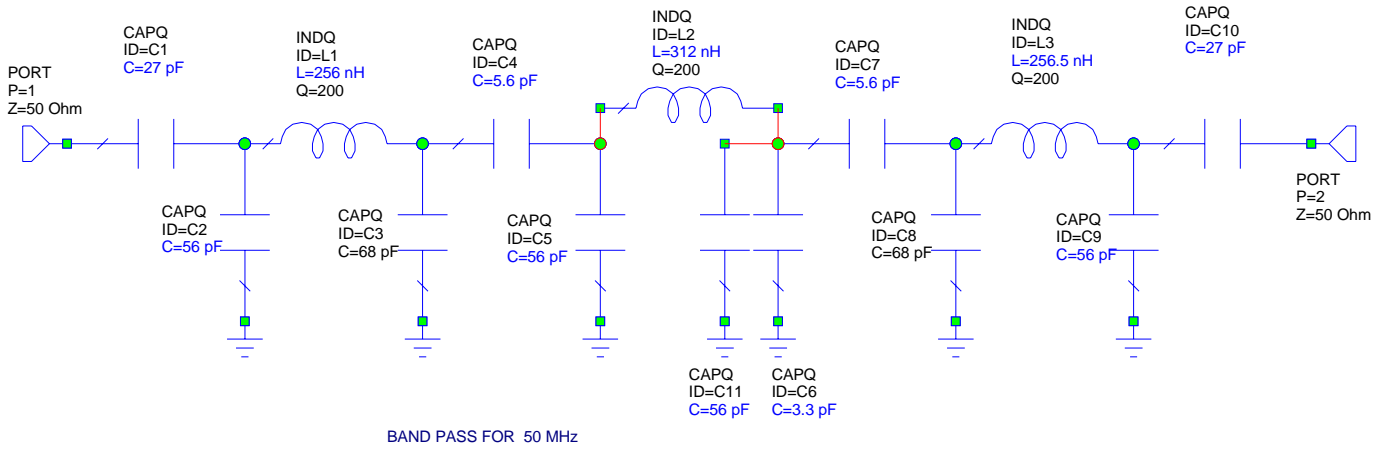 PORT
P=1
Z=50 Ohm
CAPQ
ID=C1
C=27 pF
CAPQ
ID=C2
C=56 pF
INDQ
ID=L1
L=256 nH
Q=200
CAPQ
ID=C3
C=68 pF
CAPQ
ID=C4
C=5.6 pF
CAPQ
ID=C5
C=56 pF
INDQ
ID=L2
L=312 nH
Q=200
CAPQ
ID=C11
C=56 pF
CAPQ
ID=C6
C=3.3 pF
CAPQ
ID=C7
C=5.6 pF
CAPQ
ID=C8
C=68 pF
INDQ
ID=L3
L=256.5 nH
Q=200
CAPQ
ID=C9
C=56 pF
CAPQ
ID=C10
C=27 pF
PORT
P=2
Z=50 Ohm
BAND PASS FOR 50 MHz